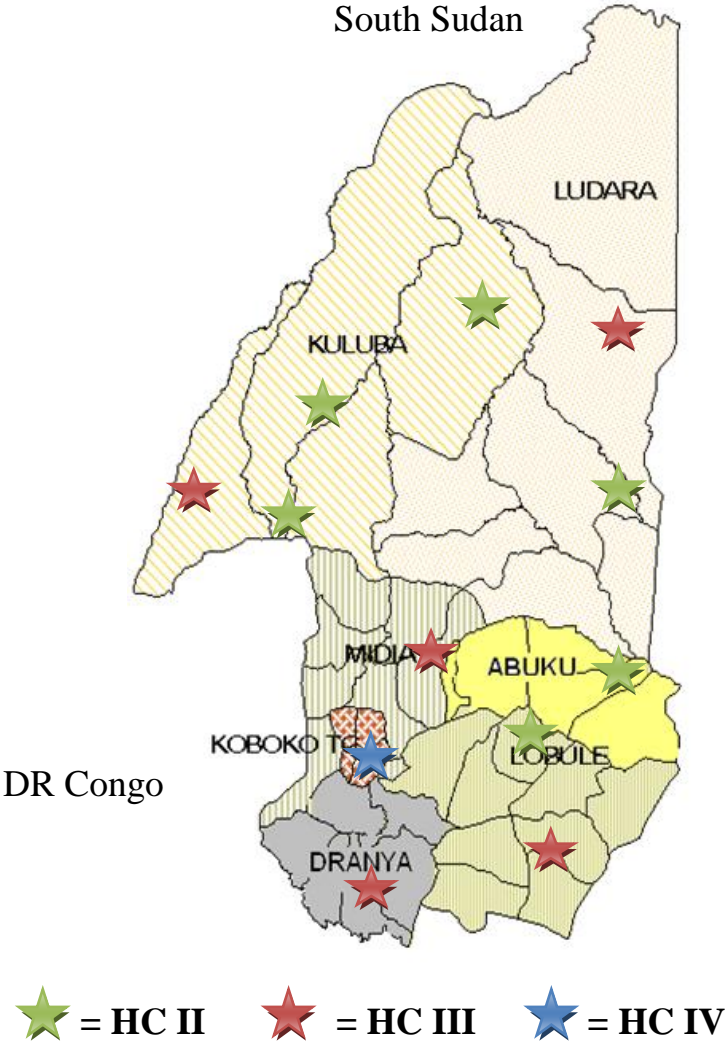 South Sudan
LUDARA
KULUBA
MIDIA
ABUKU
KOBOKO TC
LOBULE
DR Congo
DRANYA
= HC II = HC III = HC IV